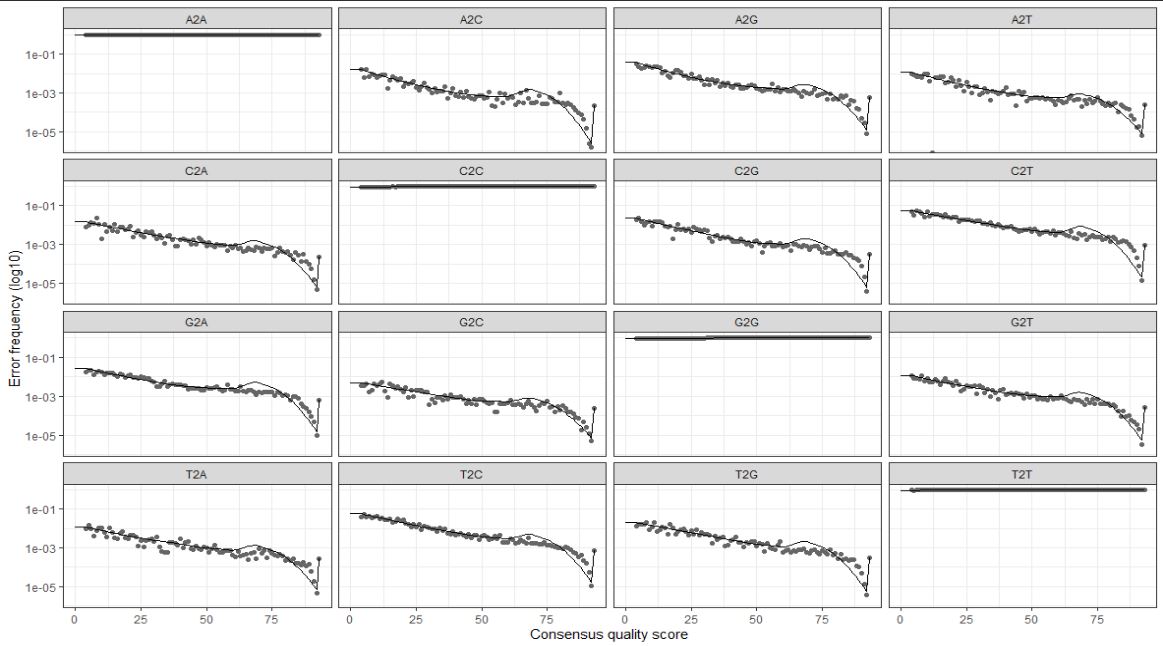 A2A A2C A2G A2T
1e-01
1e-03
1e-05
C2A C2C C2G C2T
1e-01
1e-03
1e-05
G2A G2C G2G G2T
1e-01
1e-03
1e-05
T2A T2C T2G T2T
1e-01
1e-03
1e-05
0 25 50 75 0 25 50 75 0 25 50 75 0 25 50 75
Consensus quality score
Error frequency (log10)